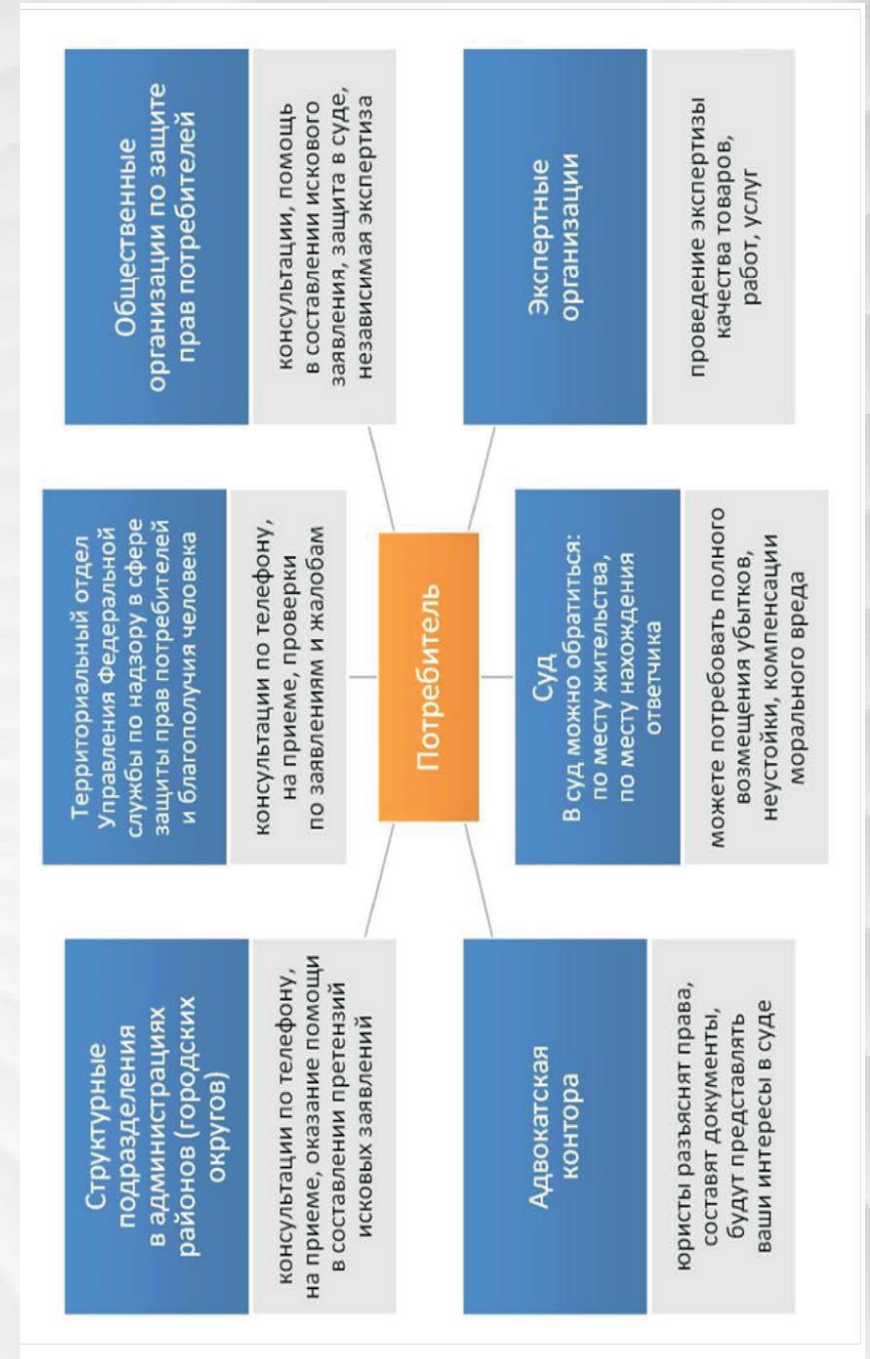 Структурные
подразделения
в администрациях
районов (городских
округов)
консультации по телефону,
на приеме, оказание помощи
в составлении претензий
исковых заявлений
Территориальный отдел
Управления Федеральной
службы по надзору в сфере
защиты прав потребителей
и благополучия человека
консультации по телефону,
на приеме, проверки
по заявлениям и жалобам
Общественные
организации по защите
прав потребителей
консультации, помощь
в составлении искового
заявления, защита в суде,
независимая экспертиза
Потребитель
Адвокатская
контора
юристы разъяснят права,
составят документы,
будут представлять
ваши интересы в суде
Суд
В суд можно обратиться:
по месту жительства,
по месту нахождения
ответчика
можете потребовать полного
возмещения убытков,
неустойки, компенсации
морального вреда
Экспертные
организации
проведение экспертизы
качества товаров,
работ, услуг